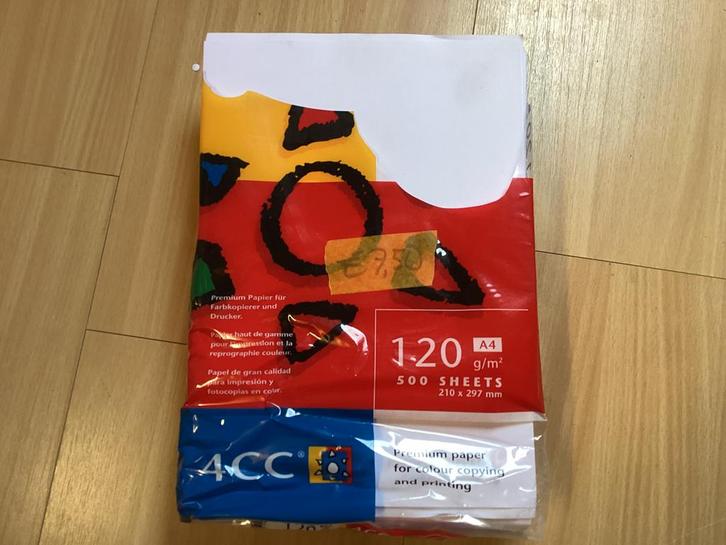 €7,50
Premium Papier für
Farbkopierer und
Drucker.
Papier haut de gamme
pour impression et la
reprographie couleur.
Papel de gran calidad
para impresión y
fotocopias en color.
120 g/m² A4
500 SHEETS
210 x 297 mm
4CC®
Premium paper
for colour copying
and printing